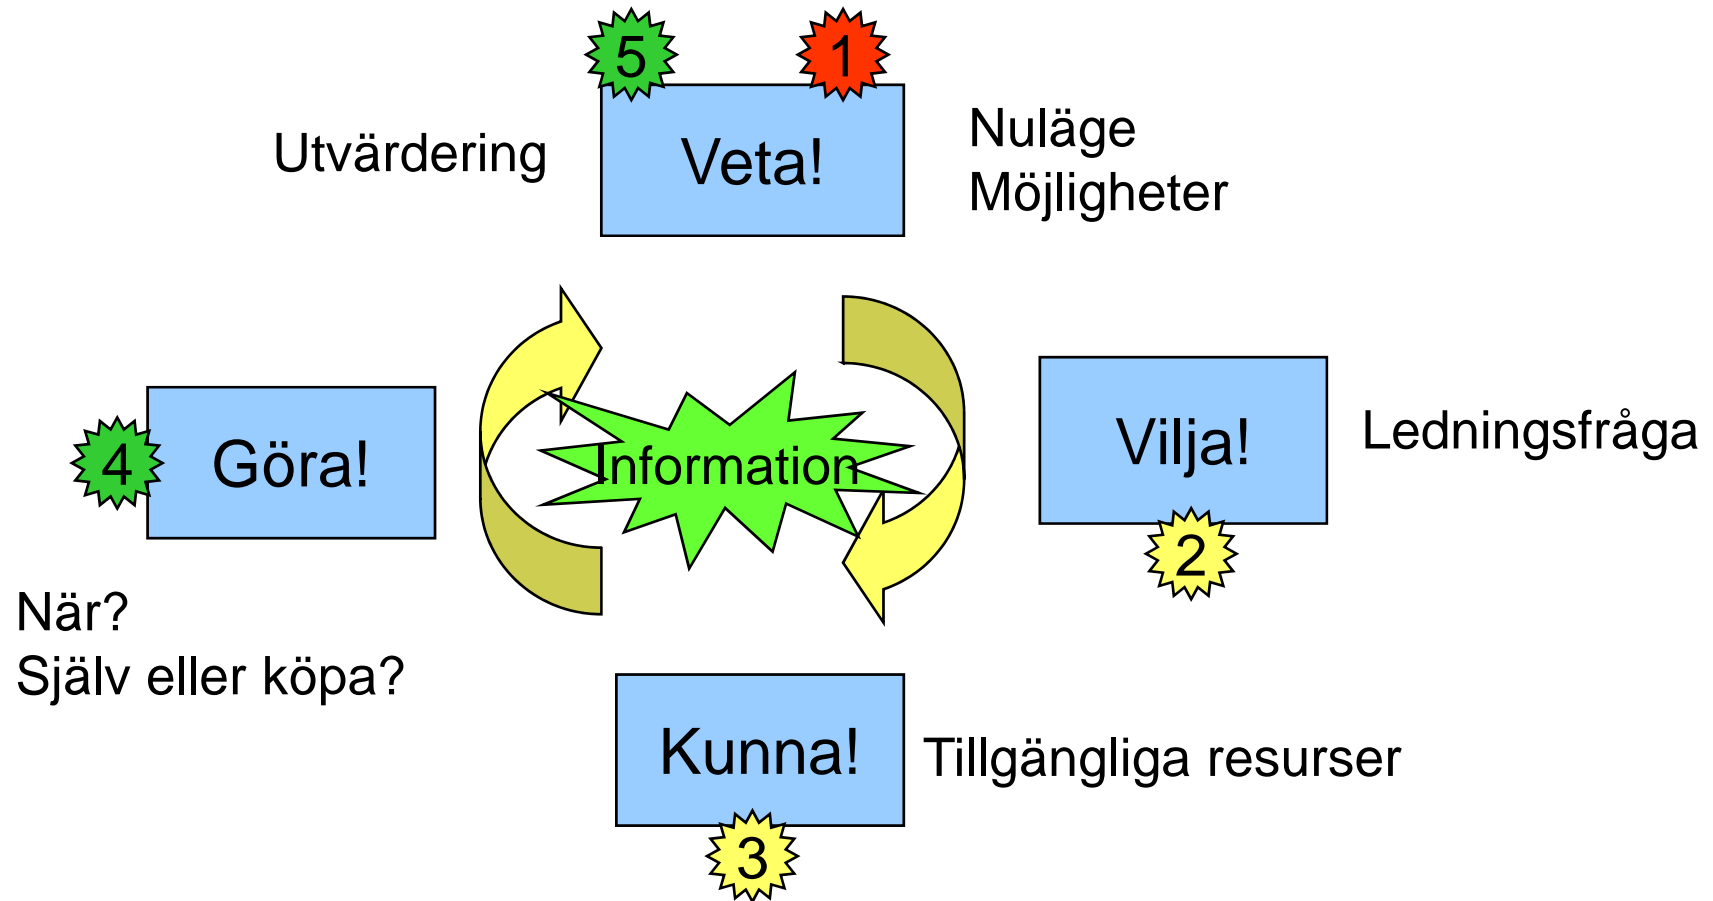 5
1
Utvärdering
Veta!
Nuläge
Möjligheter
4
Göra!
Information
Vilja!
Ledningsfråga
2
När?
Själv eller köpa?
Kunna!
Tillgängliga resurser
3